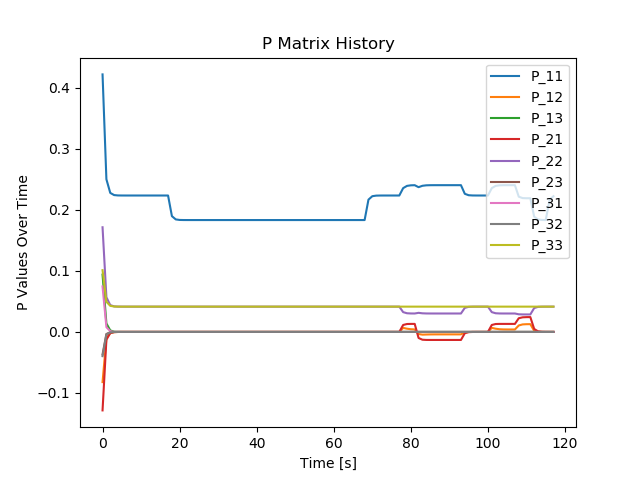 P Matrix History
P Values Over Time
0.4
0.3
0.2
0.1
0.0
−0.1
0
20
40
60
80
100
120
Time [s]
P_11
P_12
P_13
P_21
P_22
P_23
P_31
P_32
P_33